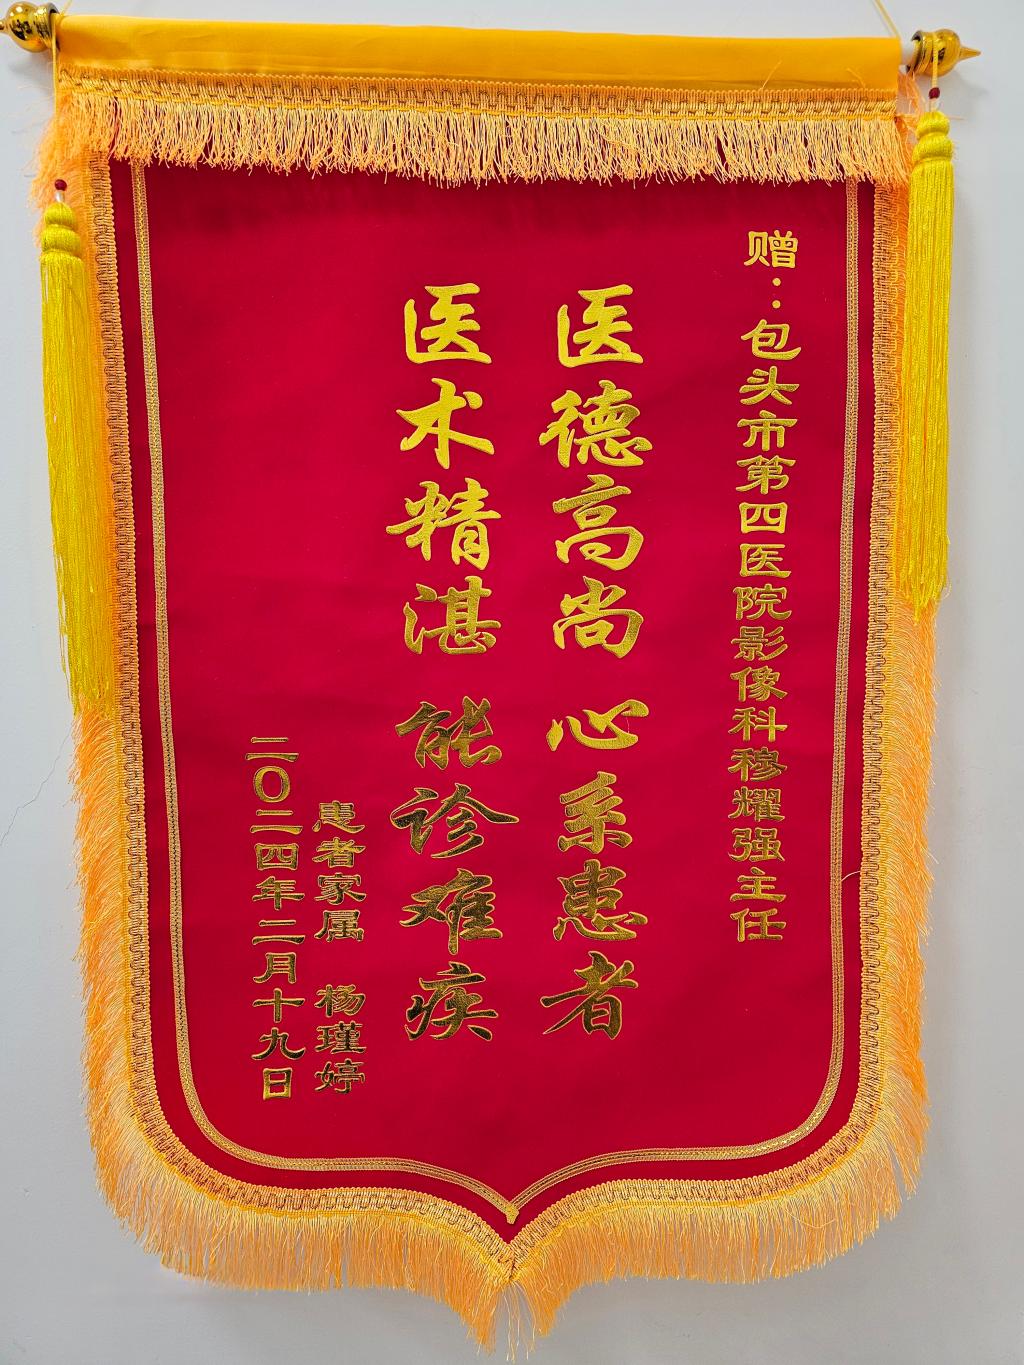 赠：包头市第四医院影像科穆耀强主任
医德高尚 心系患者
医术精湛 能诊难疾
患者家属 杨瑾婷
二〇二四年二月十九日